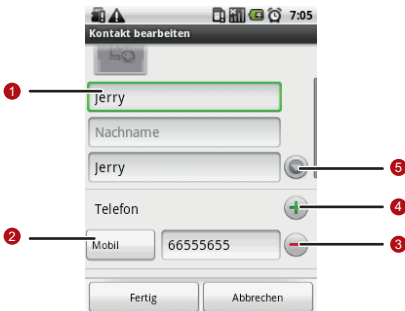 7:05
Kontakt bearbeiten
1
Jerry
Nachname
Jerry
5
Telefon
4
2
Mobil
66555655
3
Fertig
Abbrechen